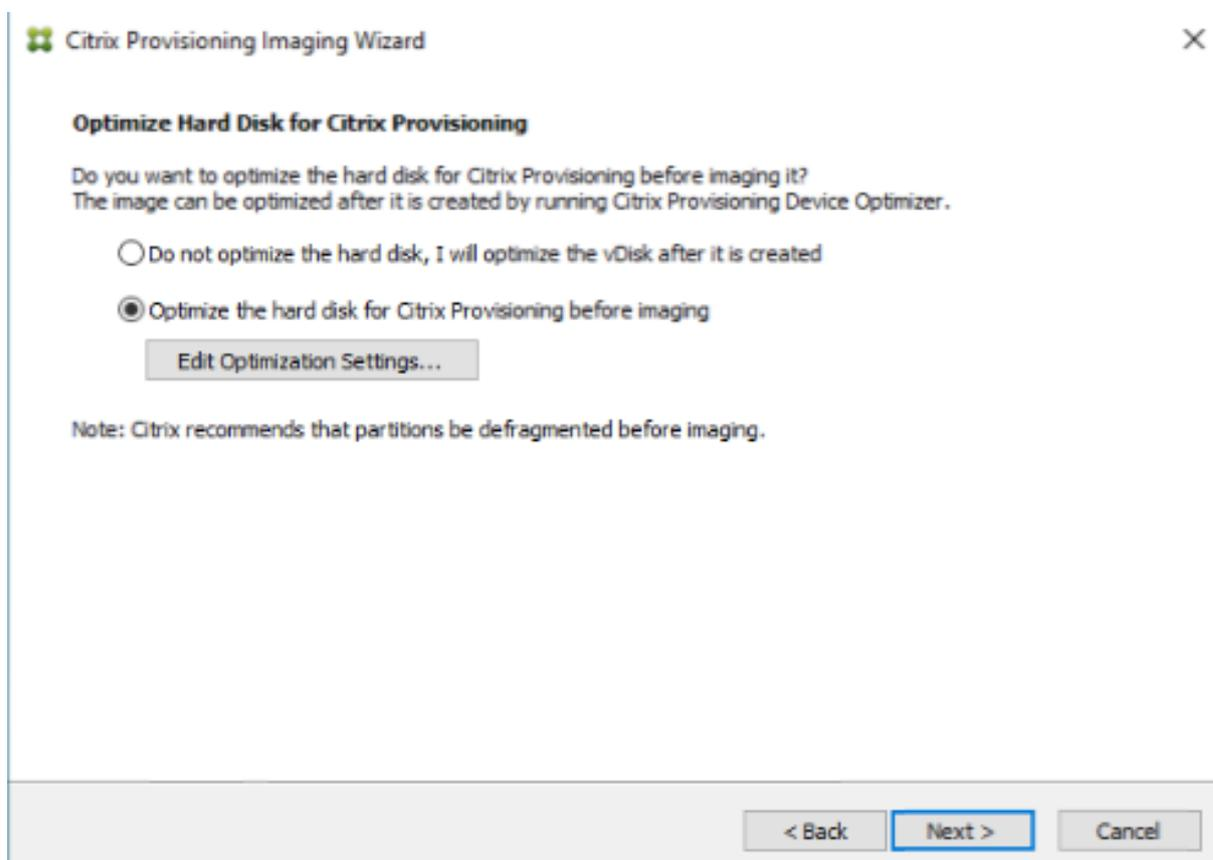 Citrix Provisioning Imaging Wizard
Optimize Hard Disk for Citrix Provisioning
Do you want to optimize the hard disk for Citrix Provisioning before imaging it?
The image can be optimized after it is created by running Citrix Provisioning Device Optimizer.
Do not optimize the hard disk, I will optimize the vDisk after it is created
Optimize the hard disk for Citrix Provisioning before imaging
Edit Optimization Settings...
Note: Citrix recommends that partitions be defragmented before imaging.
< Back Next > Cancel